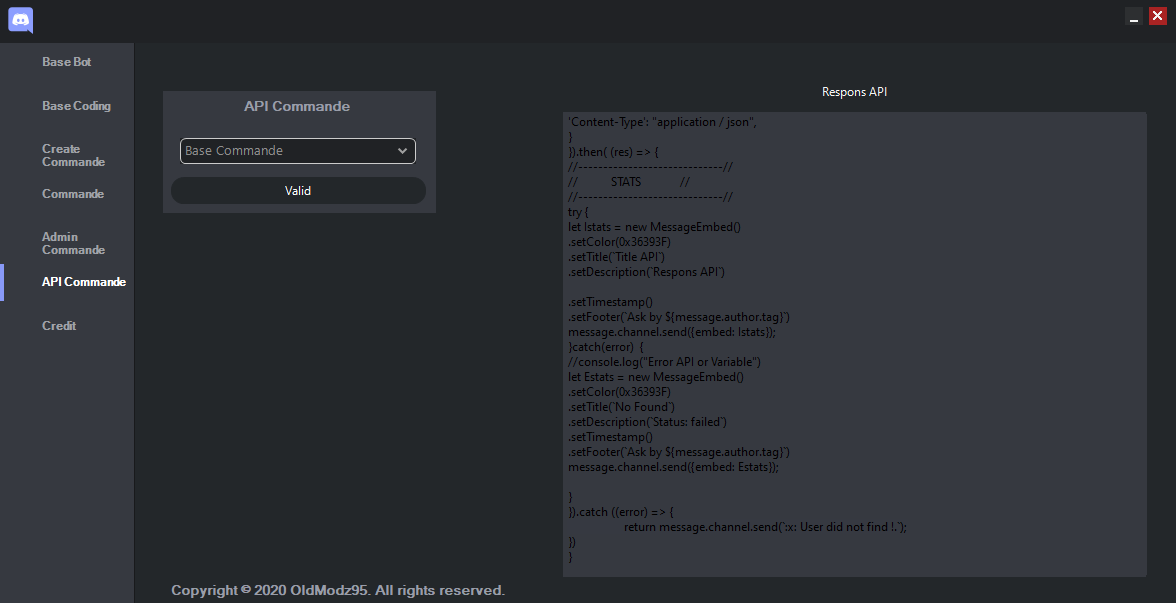 Base Bot
Base Coding
Create
Commande
Commande
Admin
Commande
API Commande
Credit
API Commande
Base Commande
Valid
Respons API
'Content-Type': "application / json",
}
}).then( (res) => {
//-----------------------------//
// STATS //
//-----------------------------//
try {
let lstats = new MessageEmbed()
.setColor(0x36393F)
.setTitle(`Title API`)
.setDescription(`Respons API`)
.setTimestamp()
.setFooter(`Ask by ${message.author.tag}`)
message.channel.send({embed: lstats});
}catch(error) {
//console.log("Error API or Variable")
let Estats = new MessageEmbed()
.setColor(0x36393F)
.setTitle(`No Found`)
.setDescription(`Status: failed`)
.setTimestamp()
.setFooter(`Ask by ${message.author.tag}`)
message.channel.send({embed: Estats});
}
}).catch ((error) => {
return message.channel.send(`:x: User did not find !.`);
})
}
Copyright © 2020 OldModz95. All rights reserved.